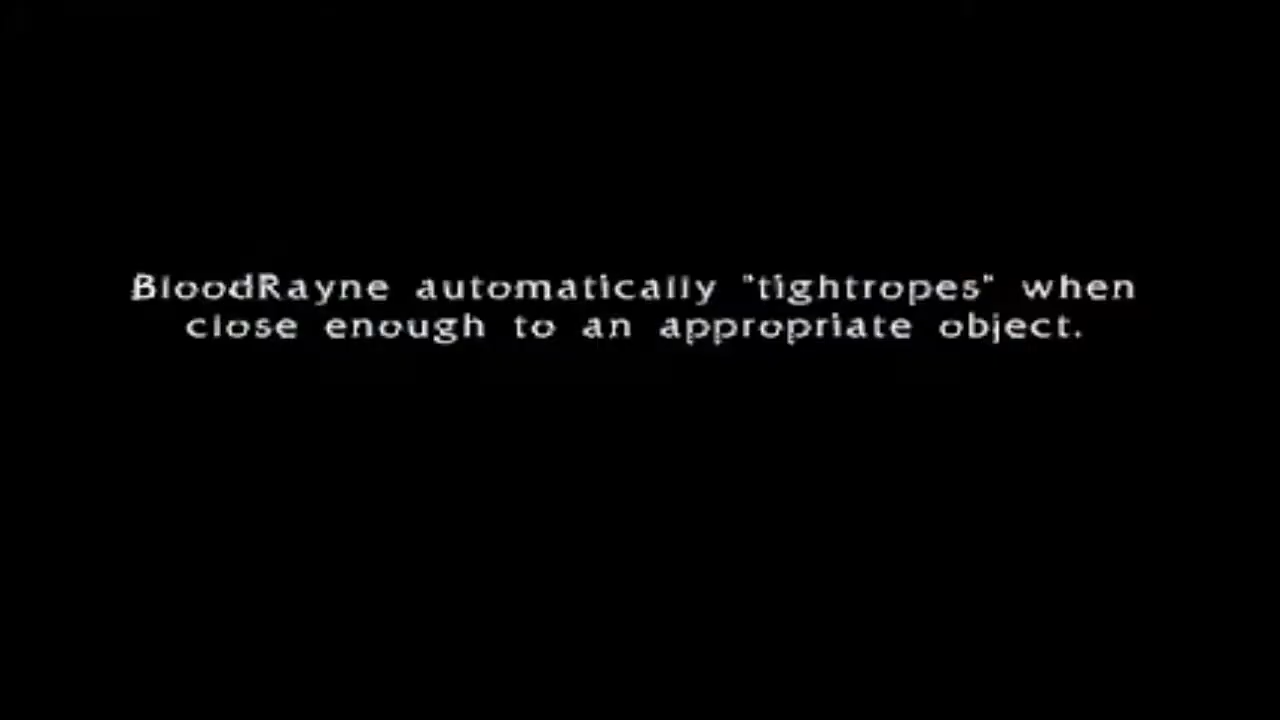 BloodRayne automatically "tightropes" when
close enough to an appropriate object.